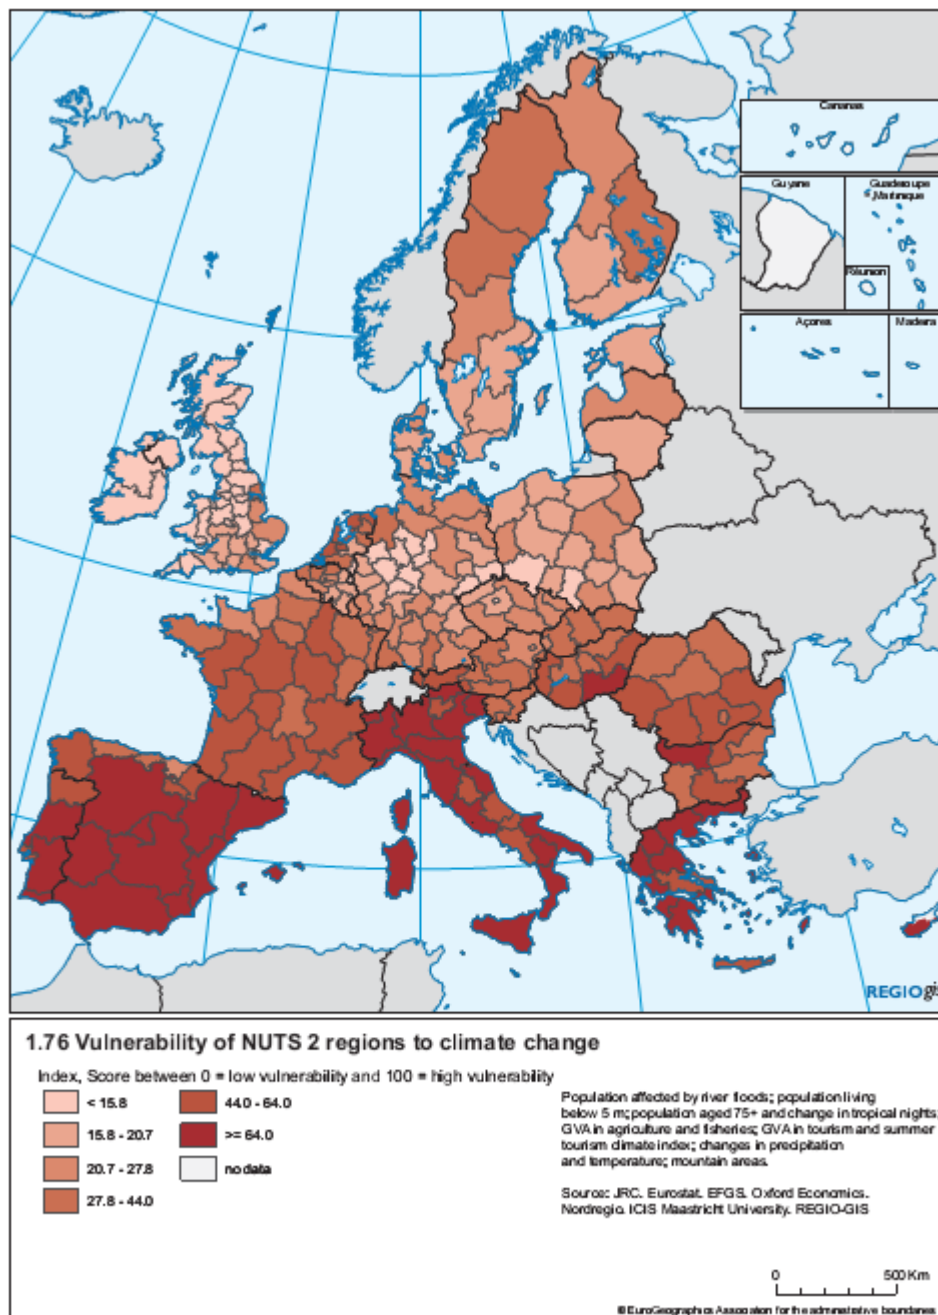 Canarias
Guyane
Guadeloupe
Martinique
Réunion
Açores
Madeira
REGIOgis
1.76 Vulnerability of NUTS 2 regions to climate change
Index, Score between 0 = low vulnerability and 100 = high vulnerability
< 15.8
15.8 - 20.7
20.7 - 27.8
27.8 - 44.0
44.0 - 64.0
>= 64.0
no data
Population affected by river floods; population living
below 5 m; population aged 75+ and change in tropical nights
GVA in agriculture and fisheries; GVA in tourism and summer
tourism climate index; changes in precipitation
and temperature; mountain areas.
Source: JRC. Eurostat. EFGS. Oxford Economics.
Nordregio. ICIS Maastricht University. REGIO-GIS
0 500 Km
© EuroGeographics Association for the administrative boundaries